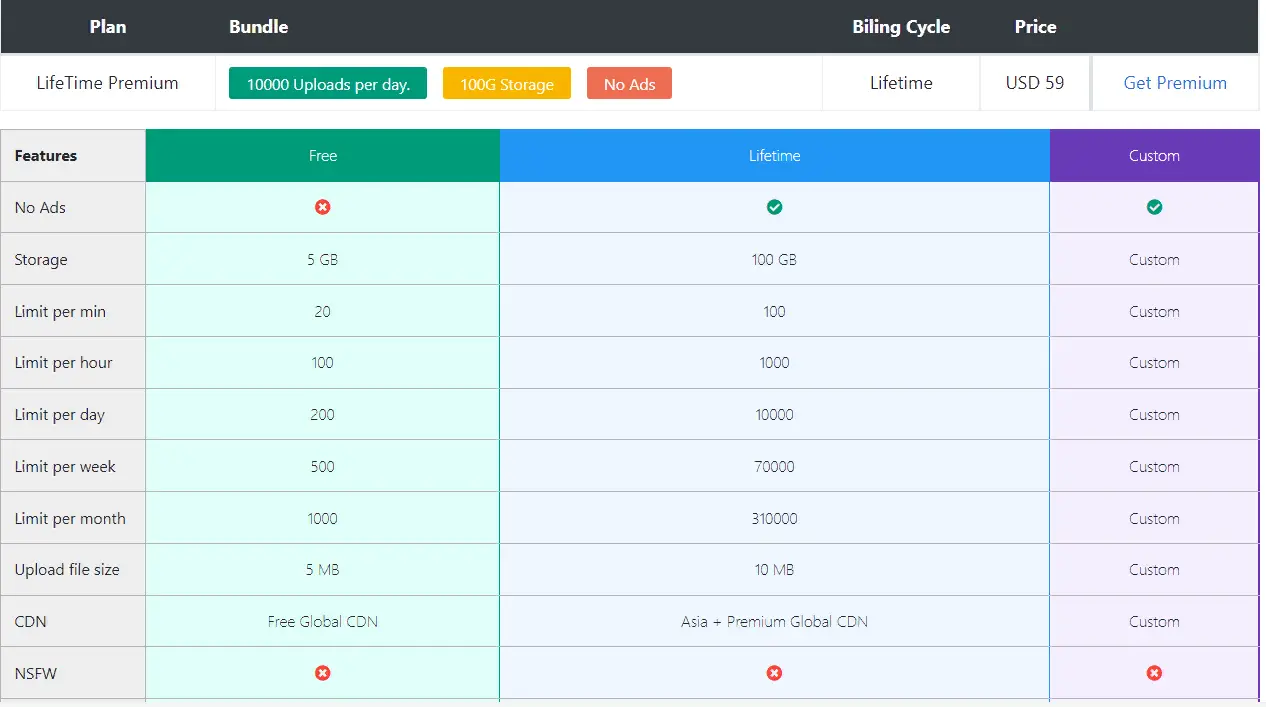 Plan Bundle Biling Cycle Price
LifeTime Premium 10000 Uploads per day. 100G Storage No Ads Lifetime USD 59 Get Premium
Features Free Lifetime Custom
No Ads
Storage 5 GB 100 GB Custom
Limit per min 20 100 Custom
Limit per hour 100 1000 Custom
Limit per day 200 10000 Custom
Limit per week 500 70000 Custom
Limit per month 1000 310000 Custom
Upload file size 5 MB 10 MB Custom
CDN Free Global CDN Asia + Premium Global CDN Custom
NSFW